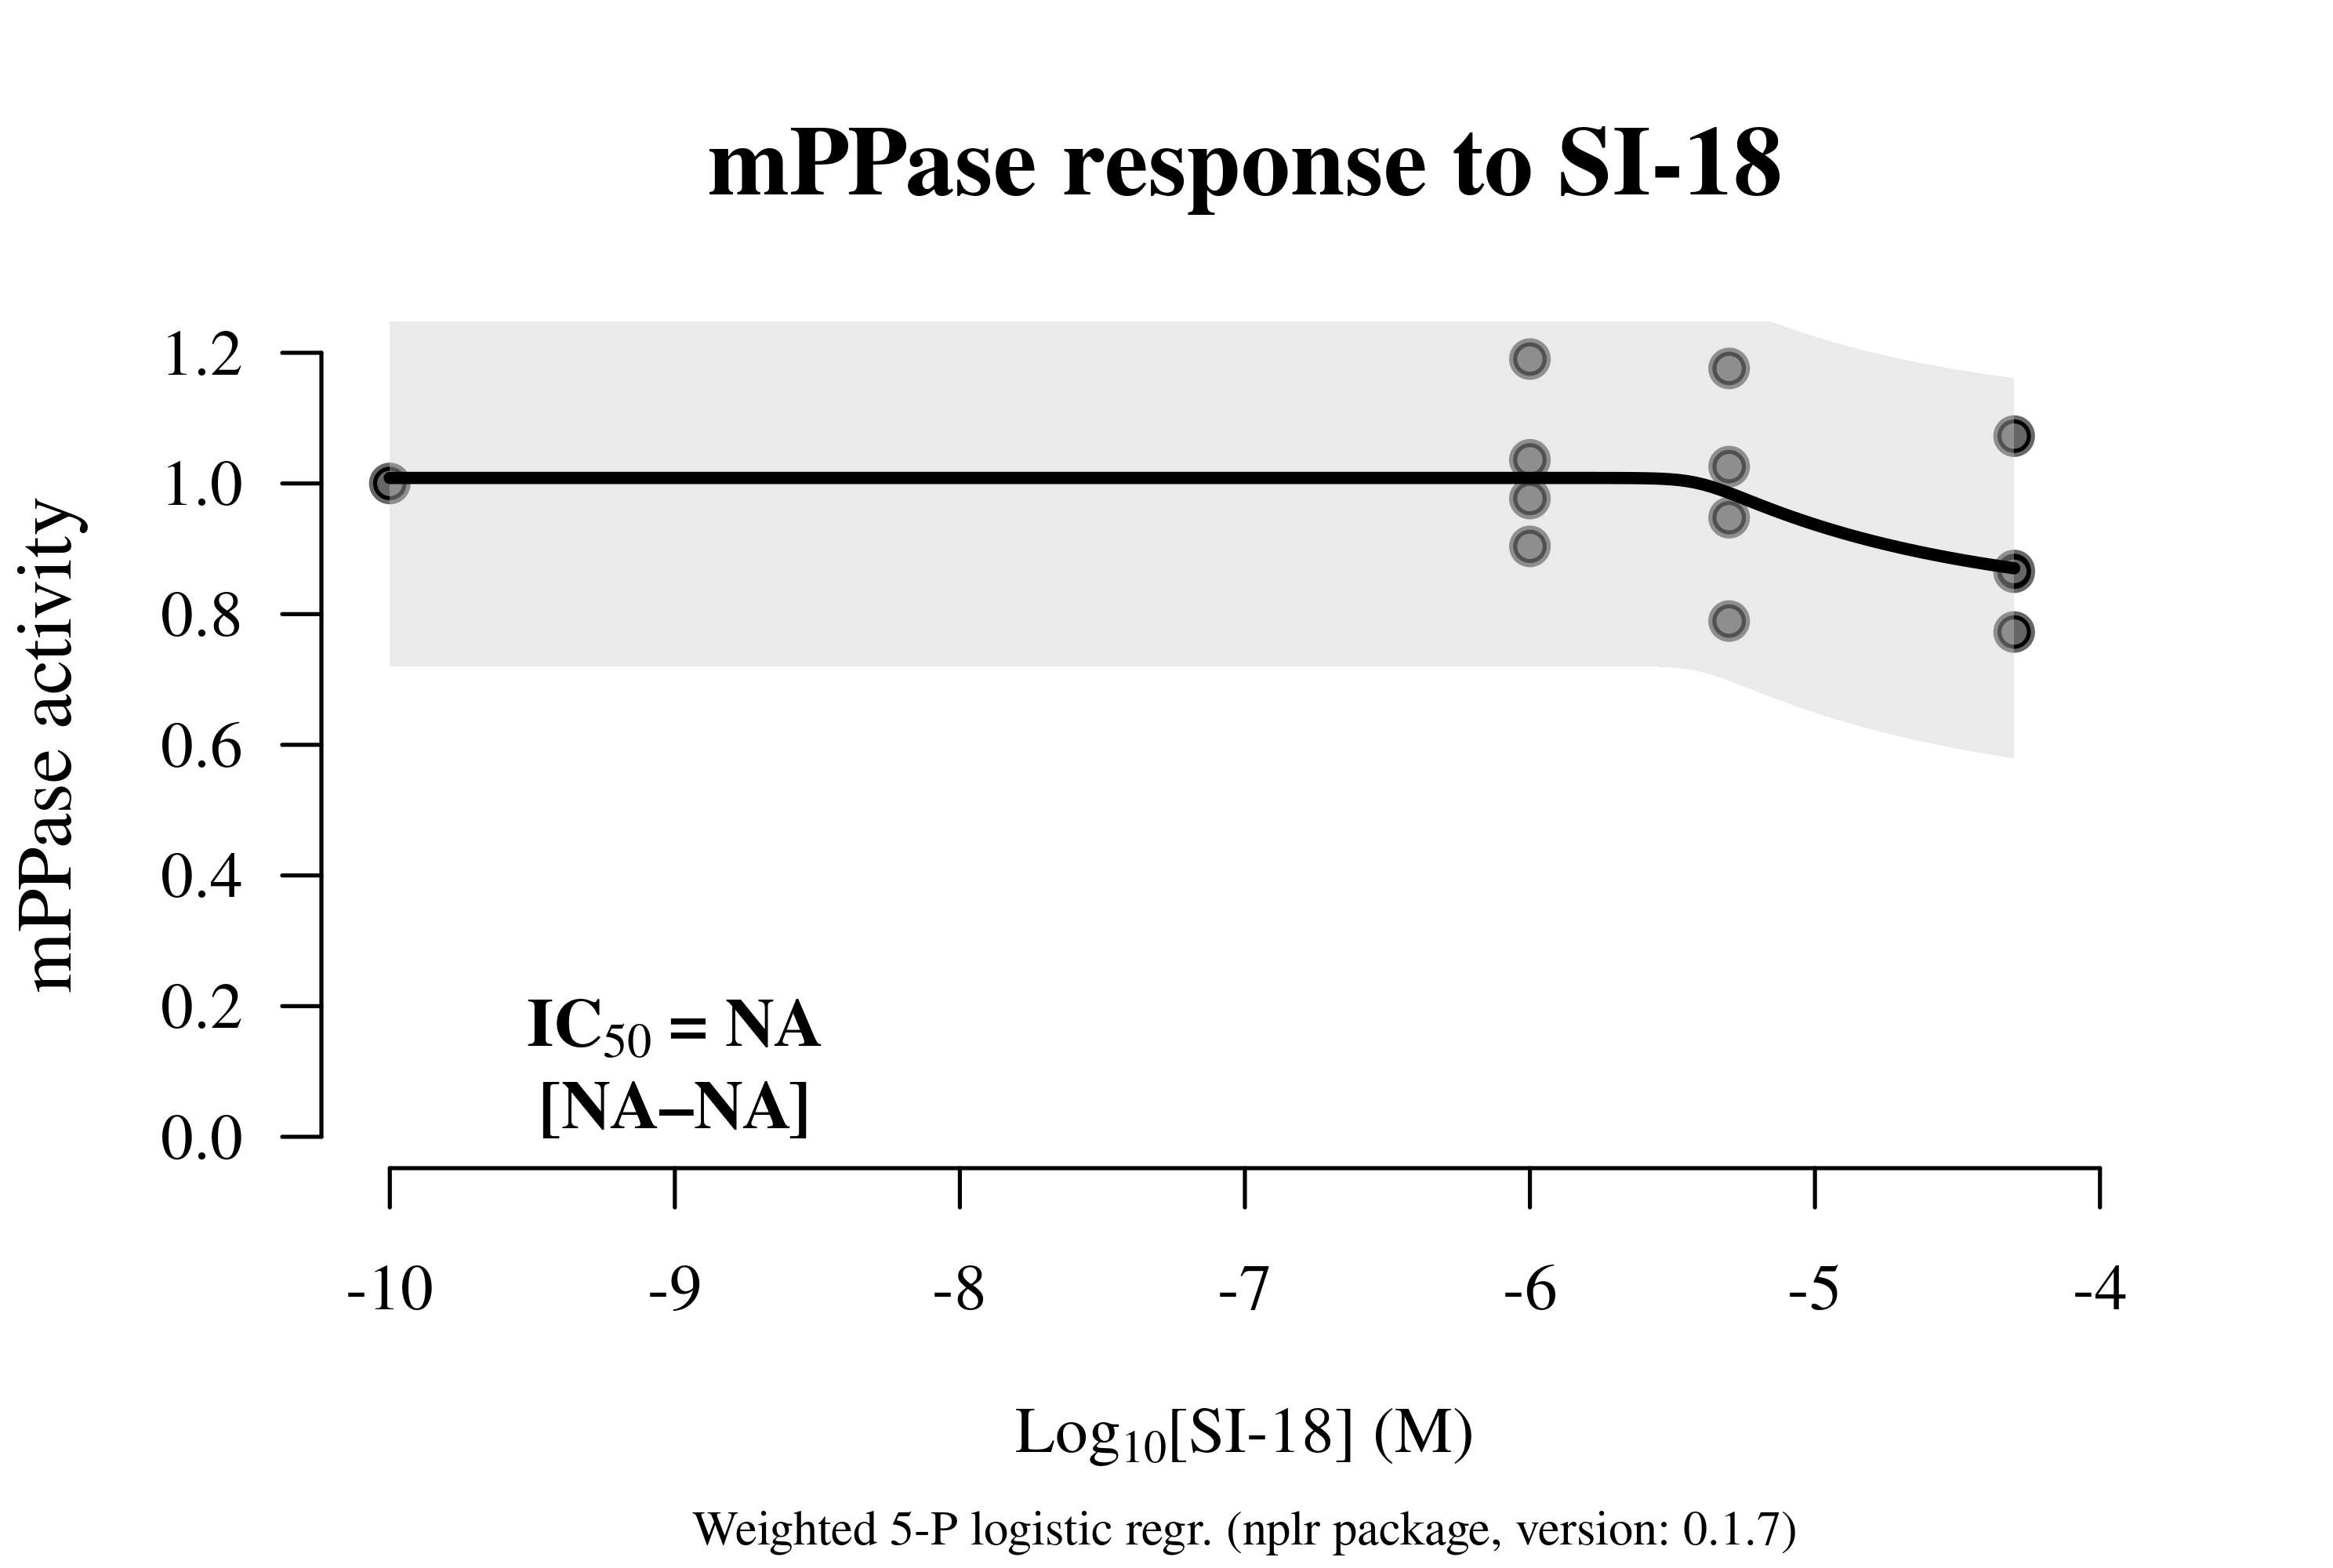 mPPase response to SI-18
mPPase activity
1.2
1.0
0.8
0.6
0.4
0.2
0.0
IC50 = NA
[NA–NA]
-10 -9 -8 -7 -6 -5 -4
Log10[SI-18] (M)
Weighted 5-P logistic regr. (nplr package, version: 0.1.7)